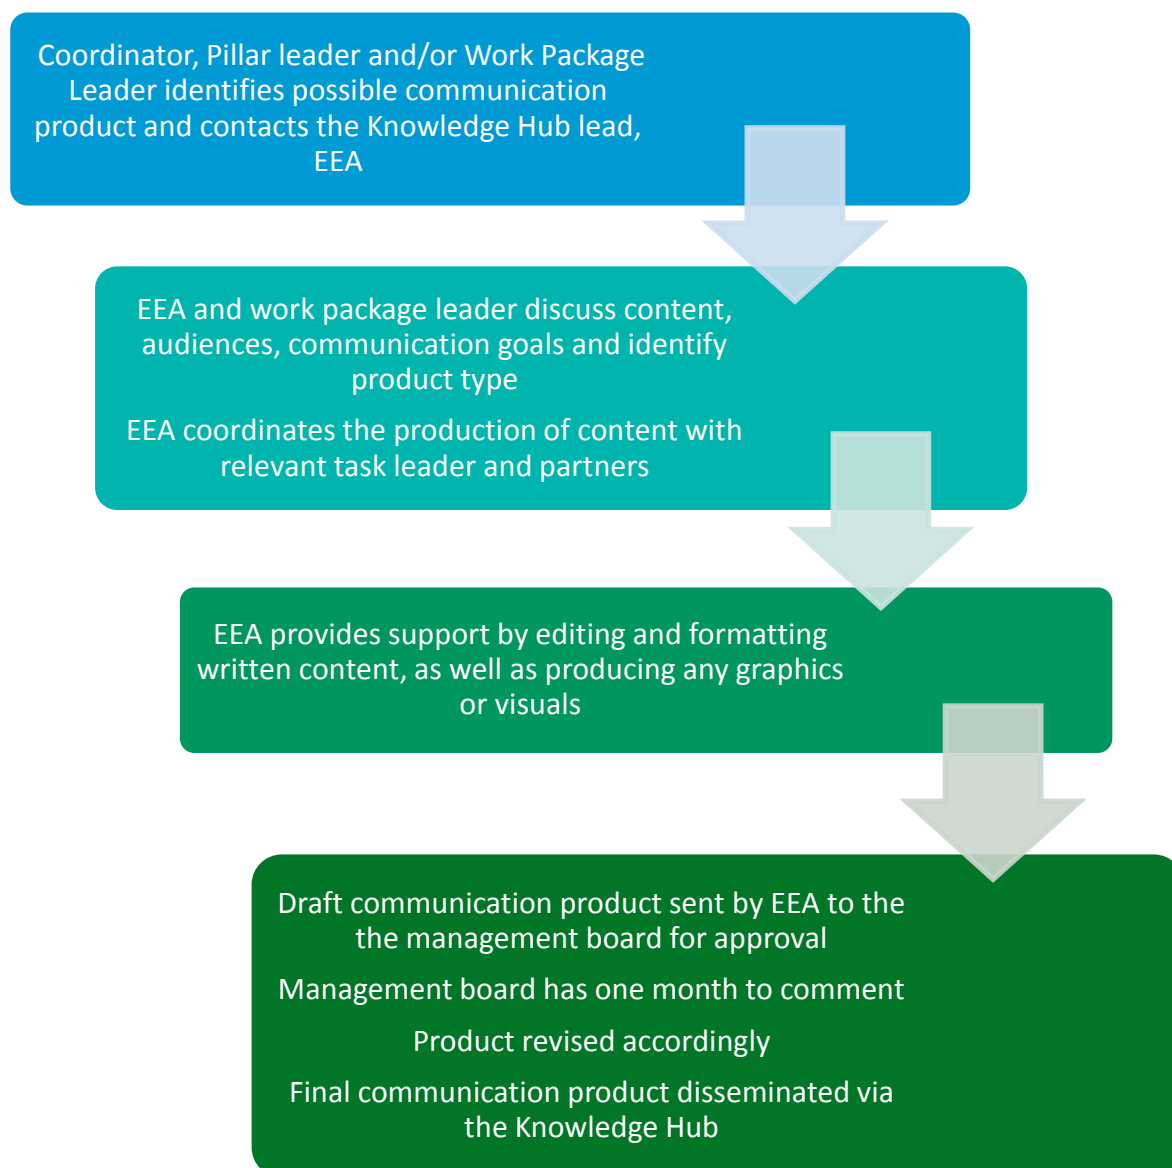 Coordinator, Pillar leader and/or Work Package
Leader identifies possible communication
product and contacts the Knowledge Hub lead,
EEA
EEA and work package leader discuss content,
audiences, communication goals and identify
product type
EEA coordinates the production of content with
relevant task leader and partners
EEA provides support by editing and formatting
written content, as well as producing any graphics
or visuals
Draft communication product sent by EEA to the
the management board for approval
Management board has one month to comment
Product revised accordingly
Final communication product disseminated via
the Knowledge Hub